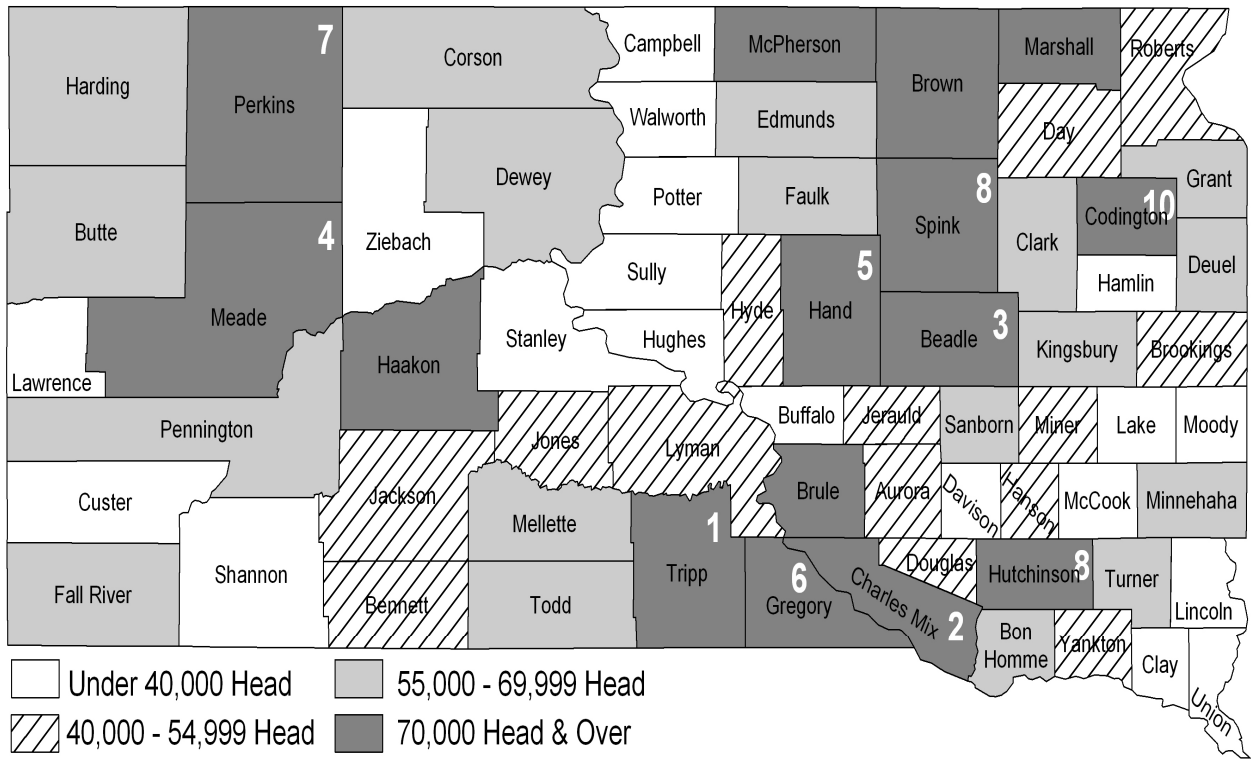 7
Corson
Campbell
McPherson
Marshall
Roberts
Harding
Perkins
Brown
Walworth
Edmunds
Day
Dewey
Potter
Faulk
8
Grant
Butte
4
Ziebach
Spink
Codington
10
Clark
Sully
5
Deuel
Hamlin
Meade
Hyde
Hand
Haakon
Stanley
Hughes
Beadle
3
Kingsbury
Brookings
Lawrence
Pennington
Jones
Lyman
Buffalo
Jerauld
Sanborn
Miner
Lake
Moody
Custer
Jackson
Mellette
1
Brule
Aurora
Davison
Hanson
McCook
Minnehaha
Fall River
Shannon
Bennett
Todd
Tripp
6
Gregory
Charles Mix
2
Douglas
Hutchinson
8
Turner
Lincoln
Bon
Homme
Yankton
Clay
Union
Under 40,000 Head
55,000 - 69,999 Head
40,000 - 54,999 Head
70,000 Head & Over